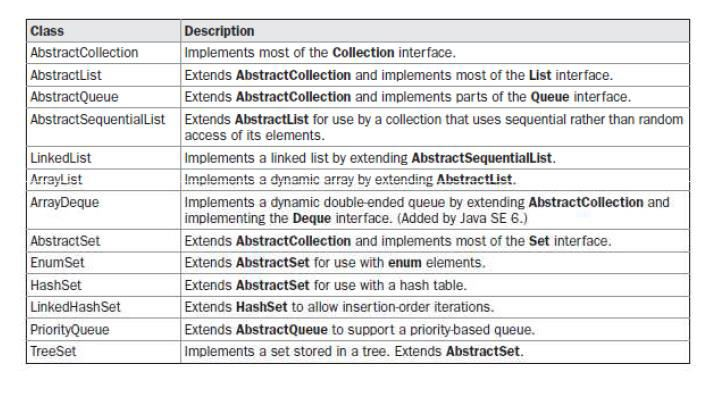 Class Description
AbstractCollection Implements most of the Collection interface.
AbstractList Extends AbstractCollection and implements most of the List interface.
AbstractQueue Extends AbstractCollection and implements parts of the Queue interface.
AbstractSequentialList Extends AbstractList for use by a collection that uses sequential rather than random
access of its elements.
LinkedList Implements a linked list by extending AbstractSequentialList.
ArrayList Implements a dynamic array by extending AbstractList.
ArrayDeque Implements a dynamic double-ended queue by extending AbstractCollection and
implementing the Deque interface. (Added by Java SE 6.)
AbstractSet Extends AbstractCollection and implements most of the Set interface.
EnumSet Extends AbstractSet for use with enum elements.
HashSet Extends AbstractSet for use with a hash table.
LinkedHashSet Extends HashSet to allow insertion-order iterations.
PriorityQueue Extends AbstractQueue to support a priority-based queue.
TreeSet Implements a set stored in a tree. Extends AbstractSet.